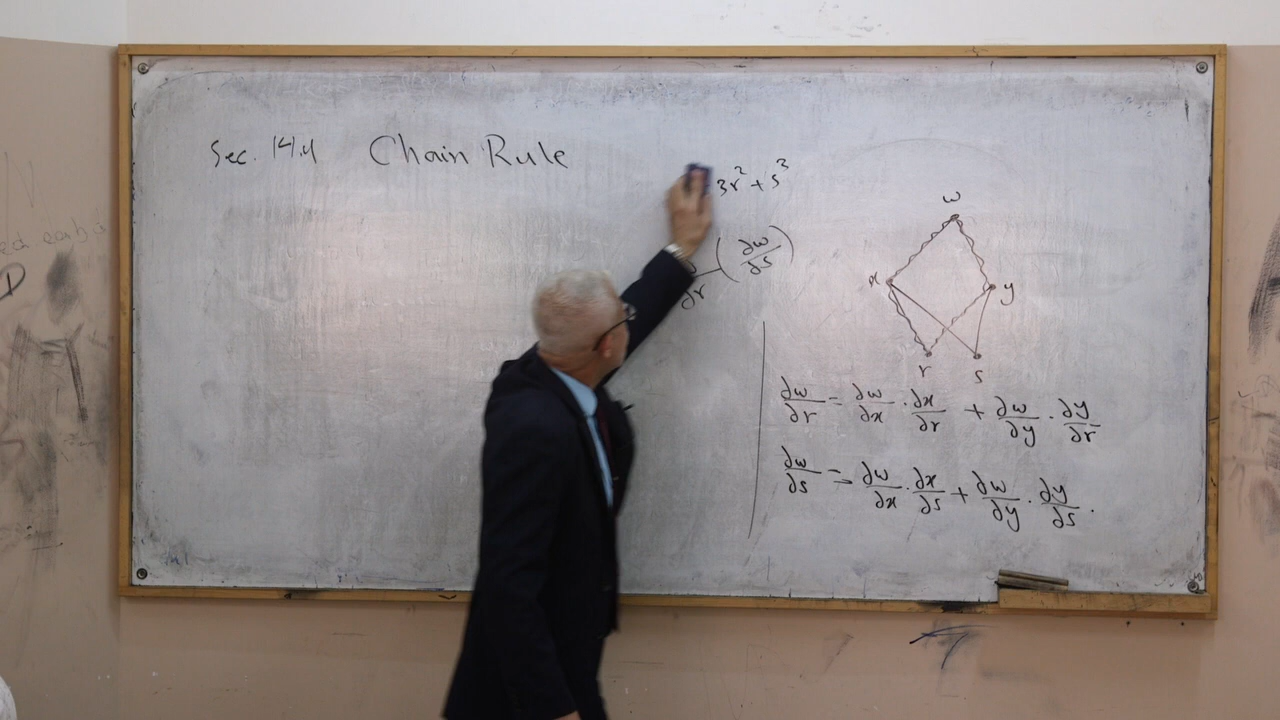 Sec. 14.4 Chain Rule
3r² + s³
∂r (∂w/∂s)
w
x y
r s
∂w/∂r = ∂w/∂x · ∂x/∂r + ∂w/∂y · ∂y/∂r
∂w/∂s = ∂w/∂x · ∂x/∂s + ∂w/∂y · ∂y/∂s .